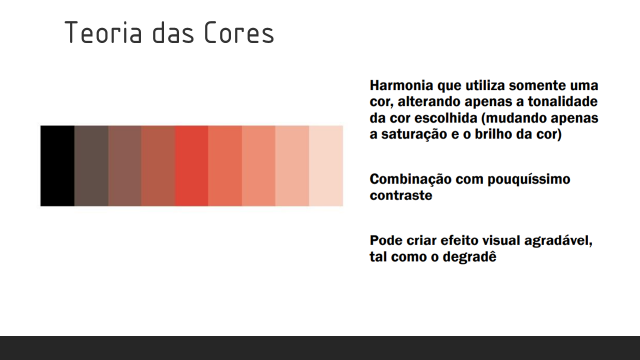 Teoria das Cores
Harmonia que utiliza somente uma
cor, alterando apenas a tonalidade
da cor escolhida (mudando apenas
a saturação e o brilho da cor)
Combinação com pouquíssimo
contraste
Pode criar efeito visual agradável,
tal como o degradê